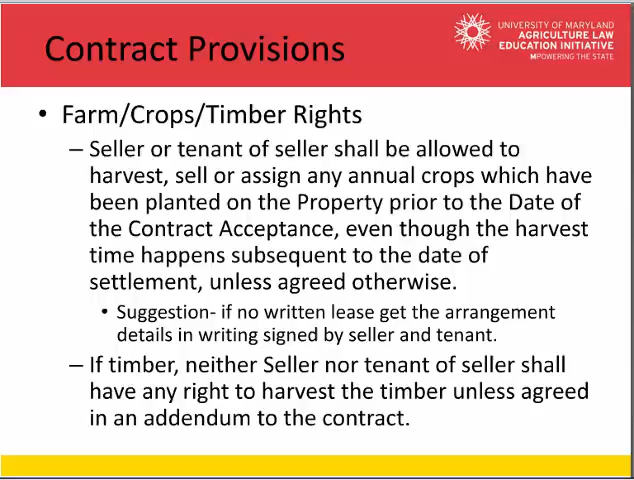 Contract Provisions
UNIVERSITY OF MARYLAND
AGRICULTURE LAW
EDUCATION INITIATIVE
MPOWERING THE STATE
• Farm/Crops/Timber Rights
– Seller or tenant of seller shall be allowed to
harvest, sell or assign any annual crops which have
been planted on the Property prior to the Date of
the Contract Acceptance, even though the harvest
time happens subsequent to the date of
settlement, unless agreed otherwise.
• Suggestion- if no written lease get the arrangement
details in writing signed by seller and tenant.
– If timber, neither Seller nor tenant of seller shall
have any right to harvest the timber unless agreed
in an addendum to the contract.